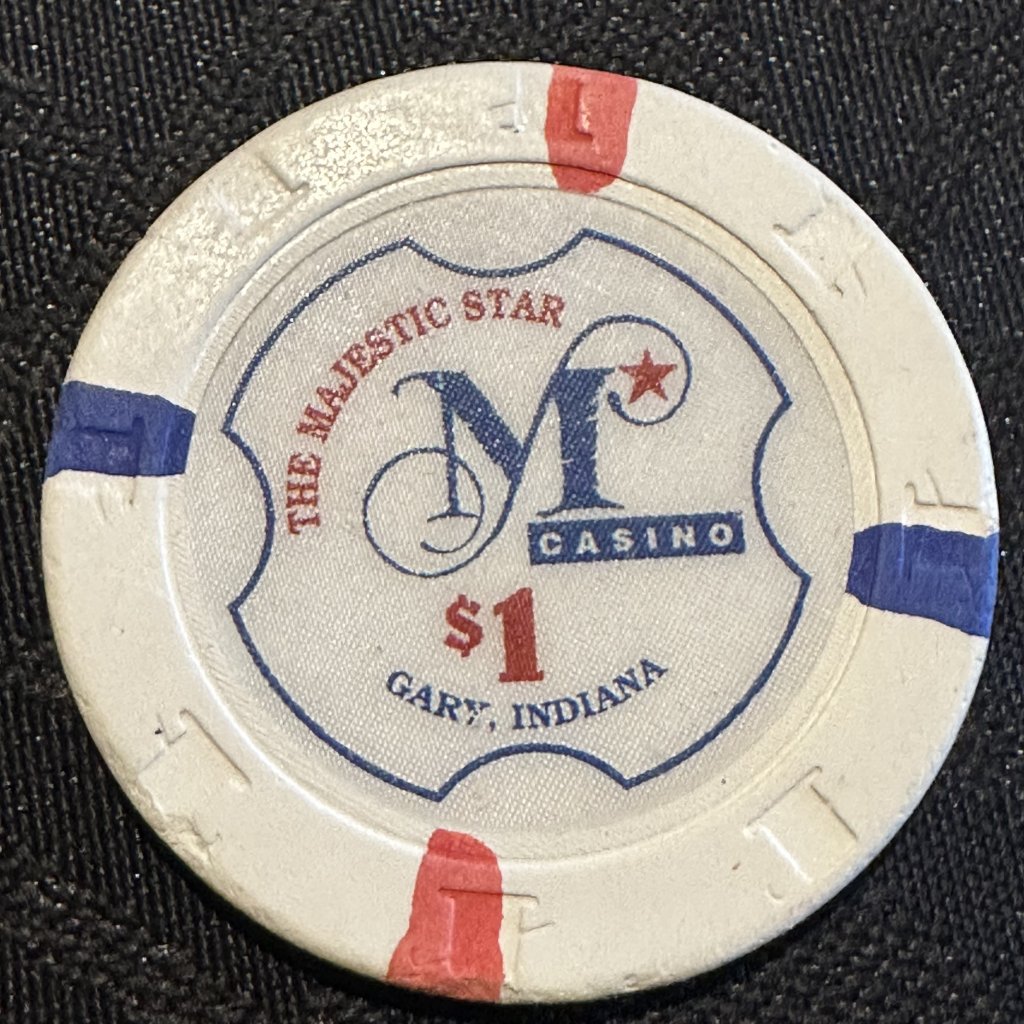 THE MAJESTIC STAR
M
CASINO
$1
GARY, INDIANA